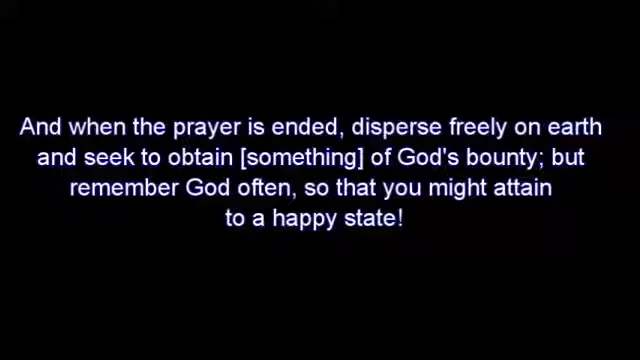 And when the prayer is ended, disperse freely on earth
and seek to obtain [something] of God's bounty; but
remember God often, so that you might attain
to a happy state!